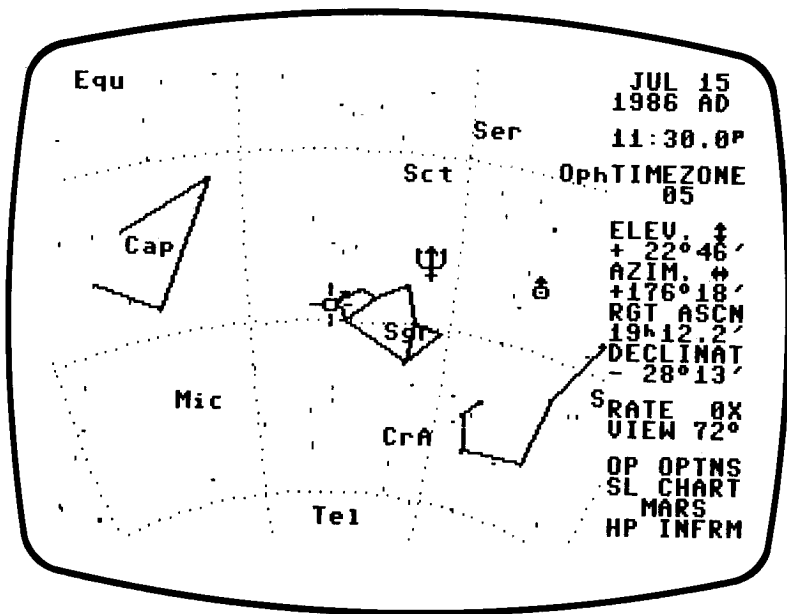 Equ
Ser
Sct
Oph
Cap
Sgr
Mic
CrA
S
Tel
JUL 15
1986 AD
11:30.0P
TIMEZONE
05
ELEV. ↕
+ 22°46′
AZIM. ↔
+176°18′
RGT ASCN
19h12.2′
DECLINAT
- 28°13′
RATE 0X
VIEW 72°
OP OPTNS
SL CHART
MARS
HP INFRM